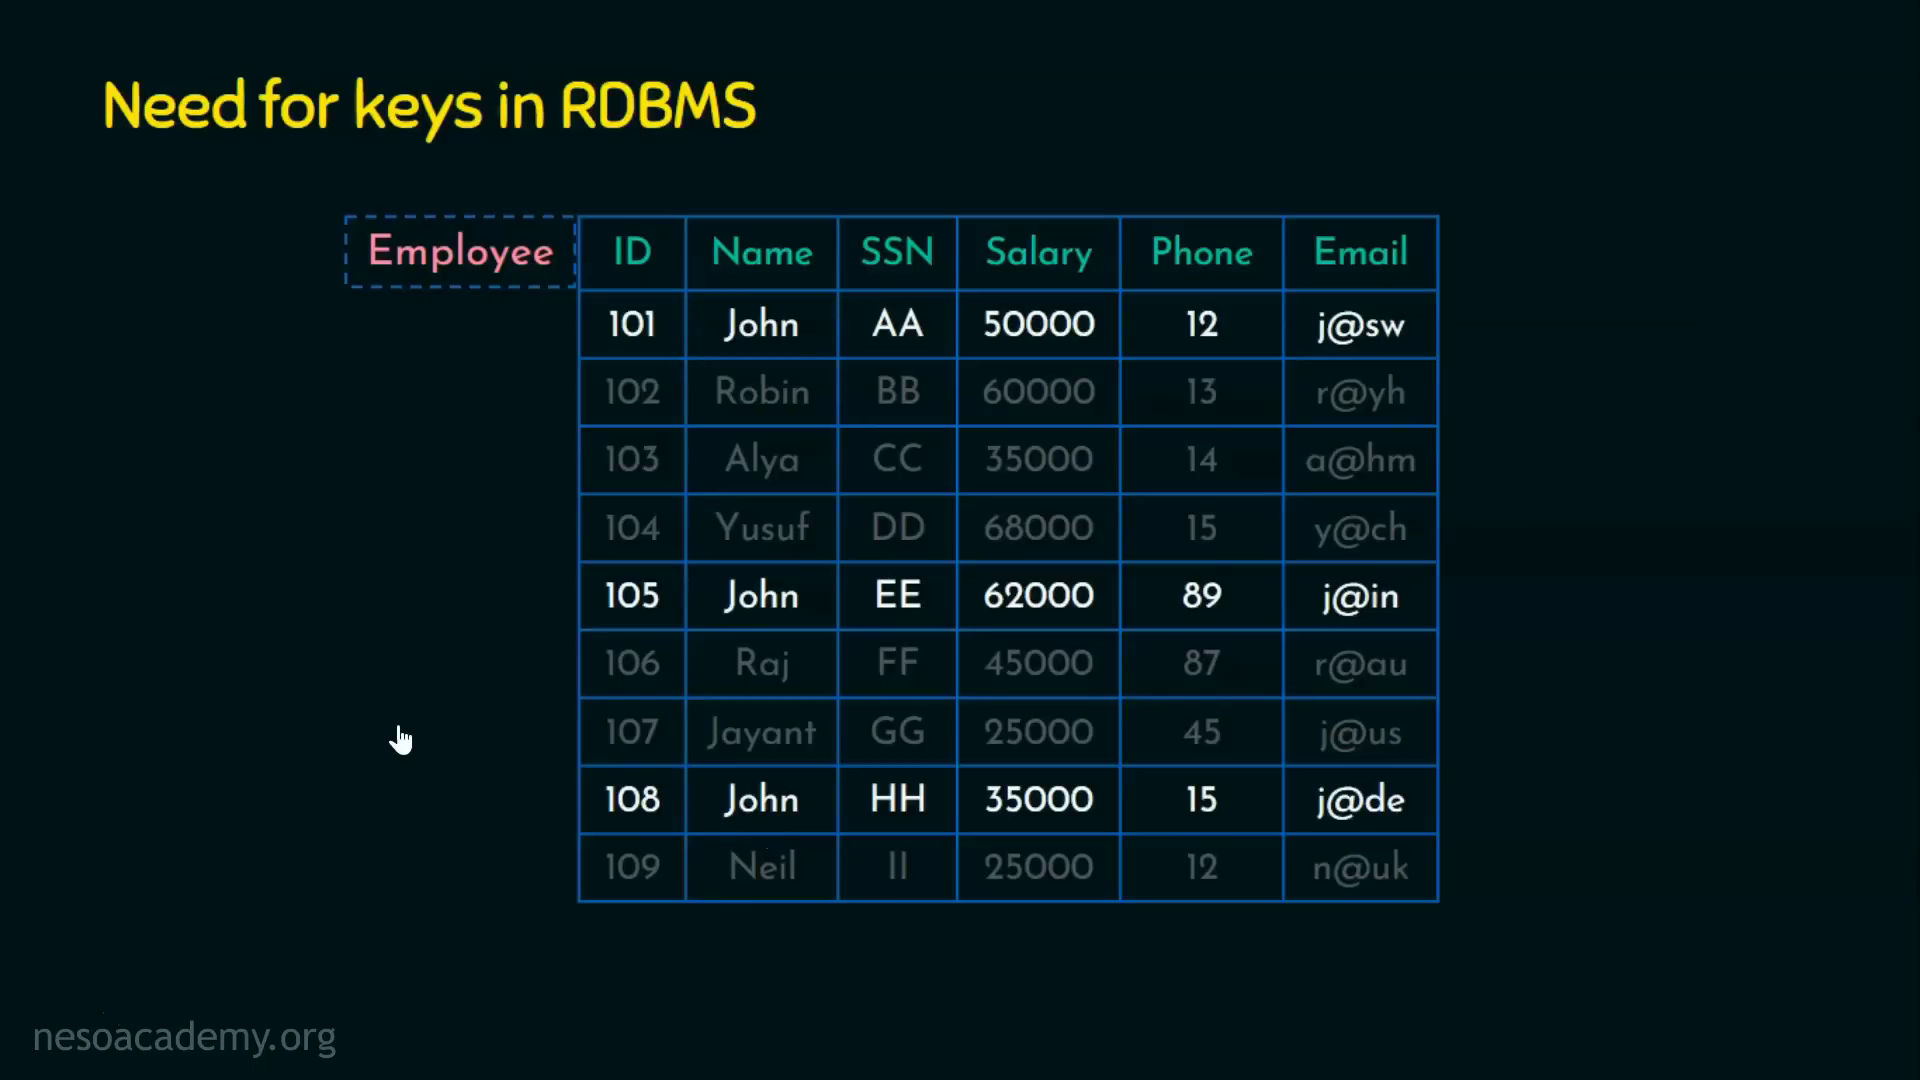 Need for keys in RDBMS
Employee ID Name SSN Salary Phone Email
101 John AA 50000 12 j@sw
102 Robin BB 60000 13 r@yh
103 Alya CC 35000 14 a@hm
104 Yusuf DD 68000 15 y@ch
105 John EE 62000 89 j@in
106 Raj FF 45000 87 r@au
107 Jayant GG 25000 45 j@us
108 John HH 35000 15 j@de
109 Neil II 25000 12 n@uk
nesoacademy.org